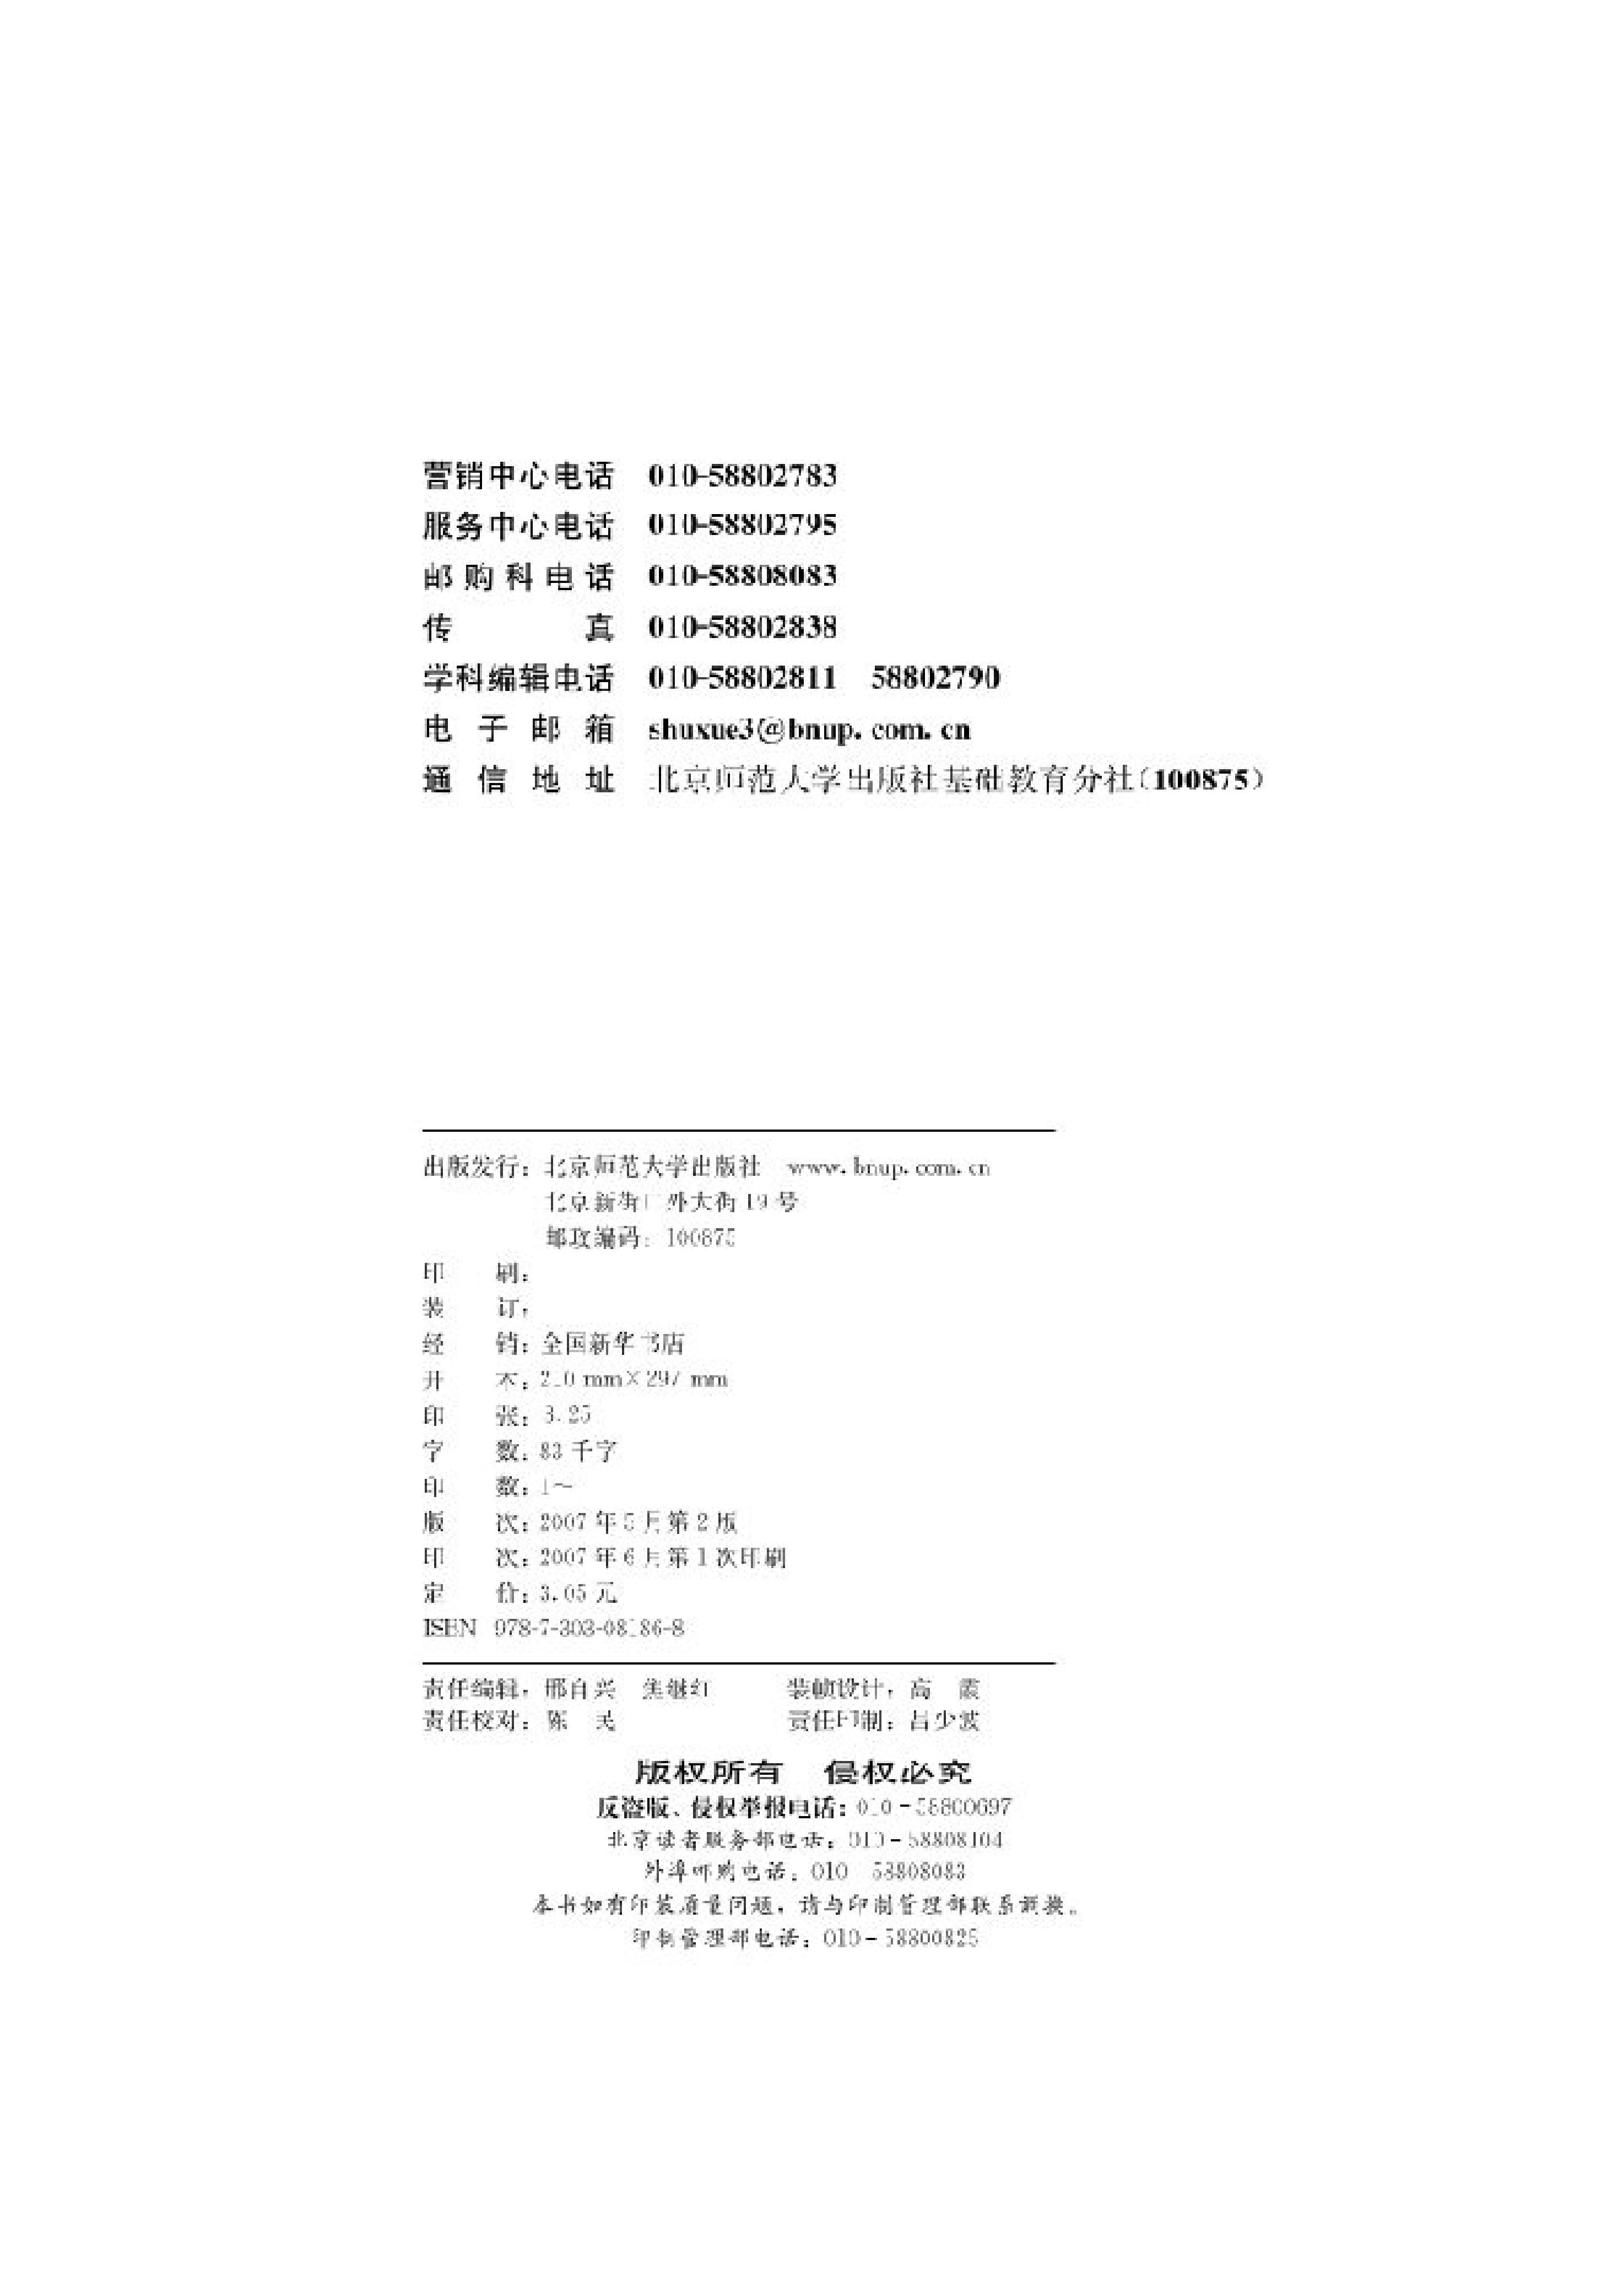 营销中心电话 010-58802783
服务中心电话 010-58802795
邮购科电话 010-58808083
传 真 010-58802838
学科编辑电话 010-58802811 58802790
电子邮箱 shuxue3@bnup.com.cn
通信地址 北京师范大学出版社基础教育分社(100875)
出版发行：北京师范大学出版社 www.bnup.com.cn
北京新街口外大街 19 号
邮政编码：100875
印 刷：
装 订：
经 销：全国新华书店
开 本：210 mm×297 mm
印 张：3.25
字 数：83 千字
印 数：1～
版 次：2007 年 5 月第 2 版
印 次：2007 年 6 月第 1 次印刷
定 价：3.05 元
ISBN 978-7-303-08186-8
责任编辑：邢自兴 焦继红 装帧设计：高 霞
责任校对：陈 民 责任印制：吕少波
版权所有 侵权必究
反盗版、侵权举报电话：010－58800697
北京读者服务部电话：010－58808104
外埠邮购电话：010－58808083
本书如有印装质量问题，请与印制管理部联系调换。
印制管理部电话：010－58800825